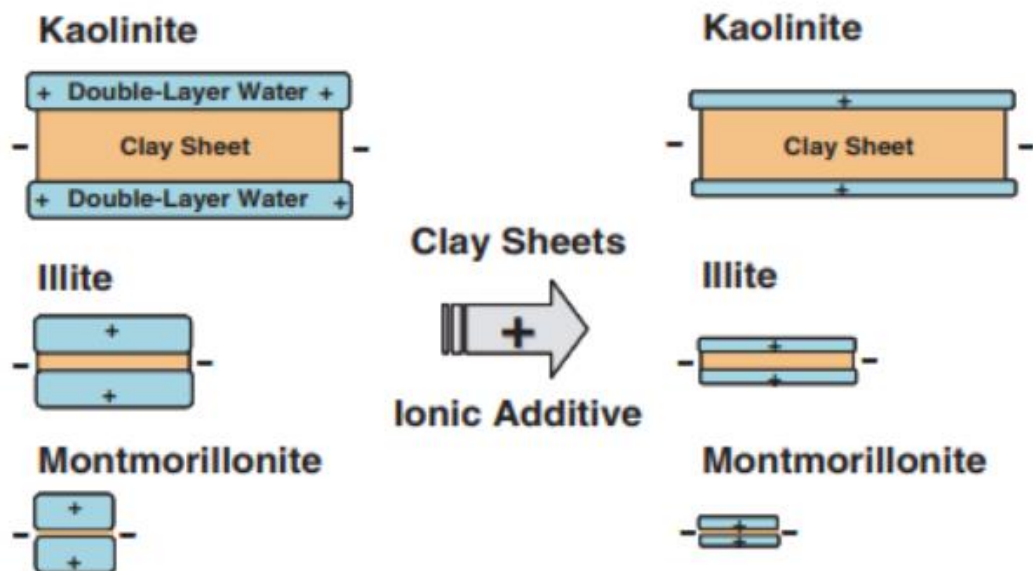 Kaolinite
+ Double-Layer Water +
- Clay Sheet -
+ Double-Layer Water +
Illite
+
- -
+
Montmorillonite
+
- -
+
Clay Sheets
+
Ionic Additive
Kaolinite
+
- Clay Sheet -
+
Illite
+
- -
+
Montmorillonite
+
- -
+